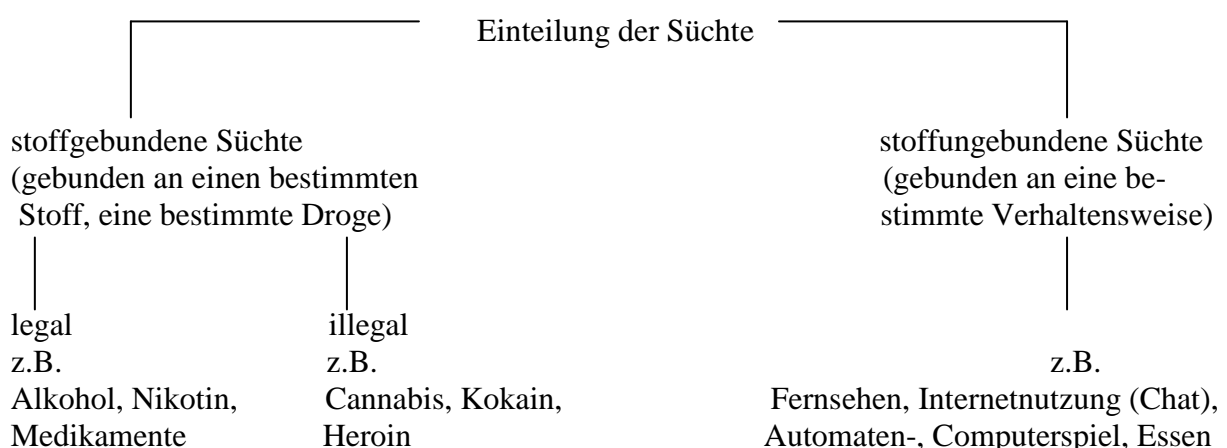 Einteilung der Süchte
stoffgebundene Süchte
(gebunden an einen bestimmten
Stoff, eine bestimmte Droge)
legal
z.B.
Alkohol, Nikotin,
Medikamente
illegal
z.B.
Cannabis, Kokain,
Heroin
stoffungebundene Süchte
(gebunden an eine be-
stimmte Verhaltensweise)
z.B.
Fernsehen, Internetnutzung (Chat),
Automaten-, Computerspiel, Essen